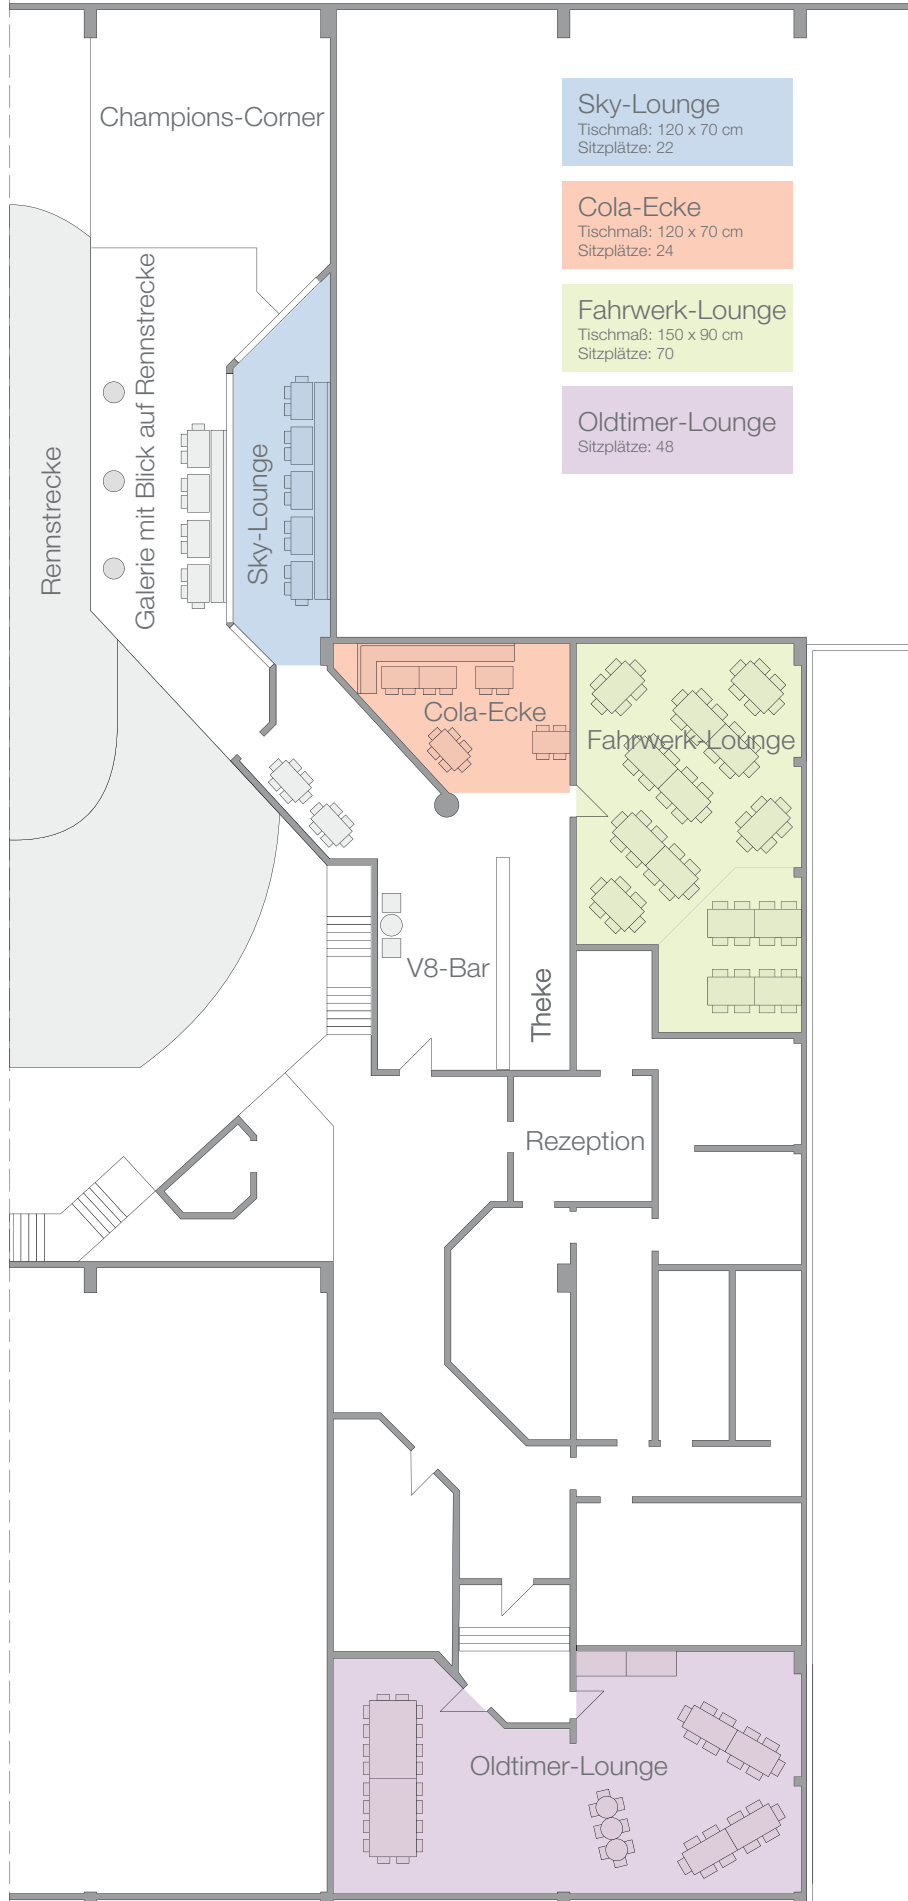 Champions-Corner
Sky-Lounge
Tischmaß: 120 x 70 cm
Sitzplätze: 22
Cola-Ecke
Tischmaß: 120 x 70 cm
Sitzplätze: 24
Fahrwerk-Lounge
Tischmaß: 150 x 90 cm
Sitzplätze: 70
Oldtimer-Lounge
Sitzplätze: 48
Rennstrecke
Galerie mit Blick auf Rennstrecke
Sky-Lounge
Cola-Ecke
Fahrwerk-Lounge
V8-Bar
Theke
Rezeption
Oldtimer-Lounge